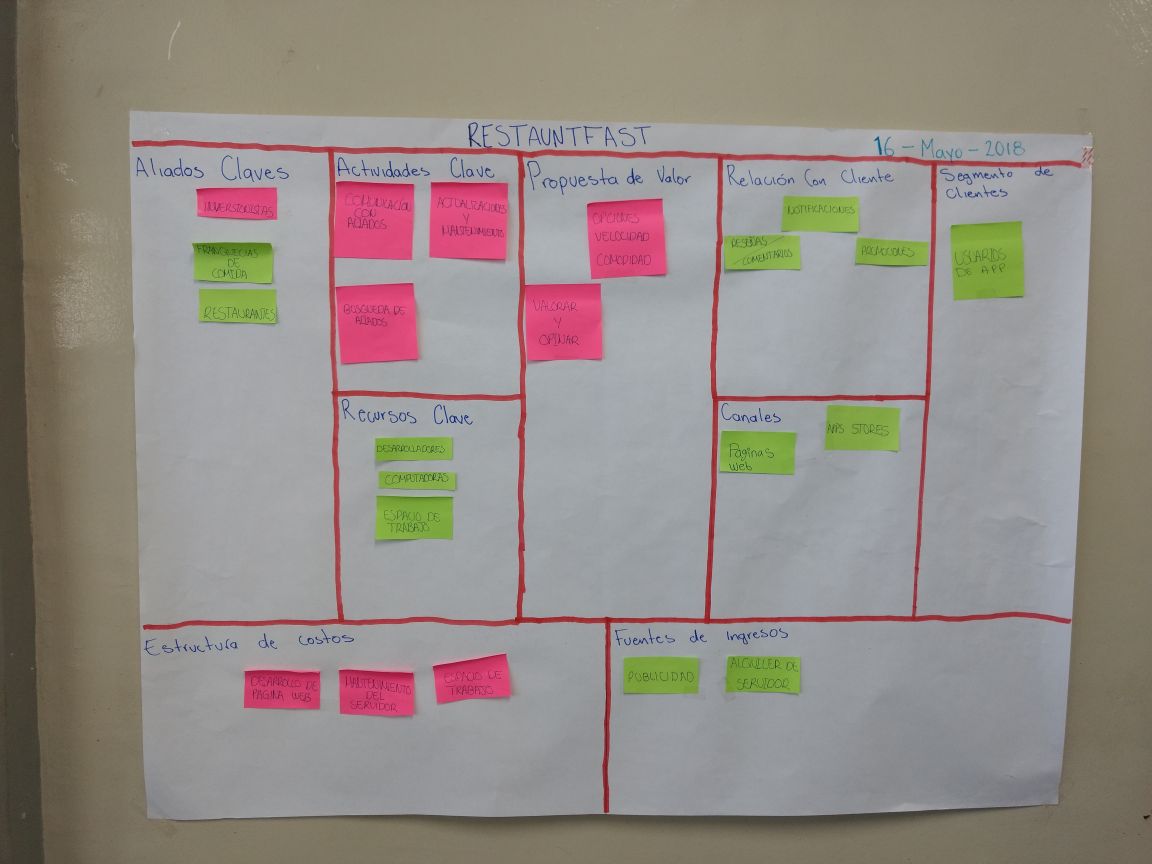 RESTAUNTFAST
16 - Mayo - 2018
Aliados Claves
INVERSIONISTAS
FRANQUECIAS
DE
COMIDA
RESTAURANTES
Actividades Clave
COMUNICACIÓN
CON
ALIADOS
ACTUALIZACIONES
Y
MANTENIMIENTO
BUSQUEDA DE
ALIADOS
Recursos Clave
DESARROLLADORES
COMPUTADORAS
ESPACIO DE
TRABAJO
Propuesta de Valor
OPCIONES
VELOCIDAD
COMODIDAD
VALORAR
Y
OPINAR
Relación Con Cliente
NOTIFICACIONES
RESEÑAS/
COMENTARIOS
PROMOCIONES
Canales
APPS STORES
Paginas
web
Segmento de
Clientes
USUARIOS
DE APP
Estructura de costos
DESARROLLO DE
PAGINA WEB
MANTENIMIENTO
DEL
SERVIDOR
ESPACIO DE
TRABAJO
Fuentes de Ingresos
PUBLICIDAD
ALQUILER DE
SERVIDOR